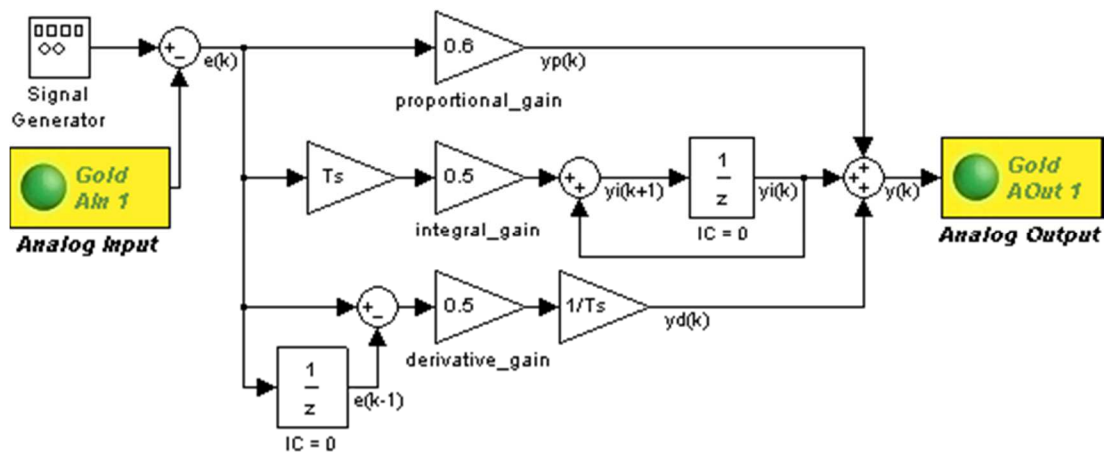 +
−
e(k)
0.6
yp(k)
proportional_gain
Signal
Generator
Gold
AIn 1
Analog Input
Ts
0.5
integral_gain
+
+
yi(k+1)
1
z
IC = 0
yi(k)
+
+
+
y(k)
Gold
AOut 1
Analog Output
+
−
0.5
derivative_gain
1/Ts
yd(k)
1
z
e(k-1)
IC = 0